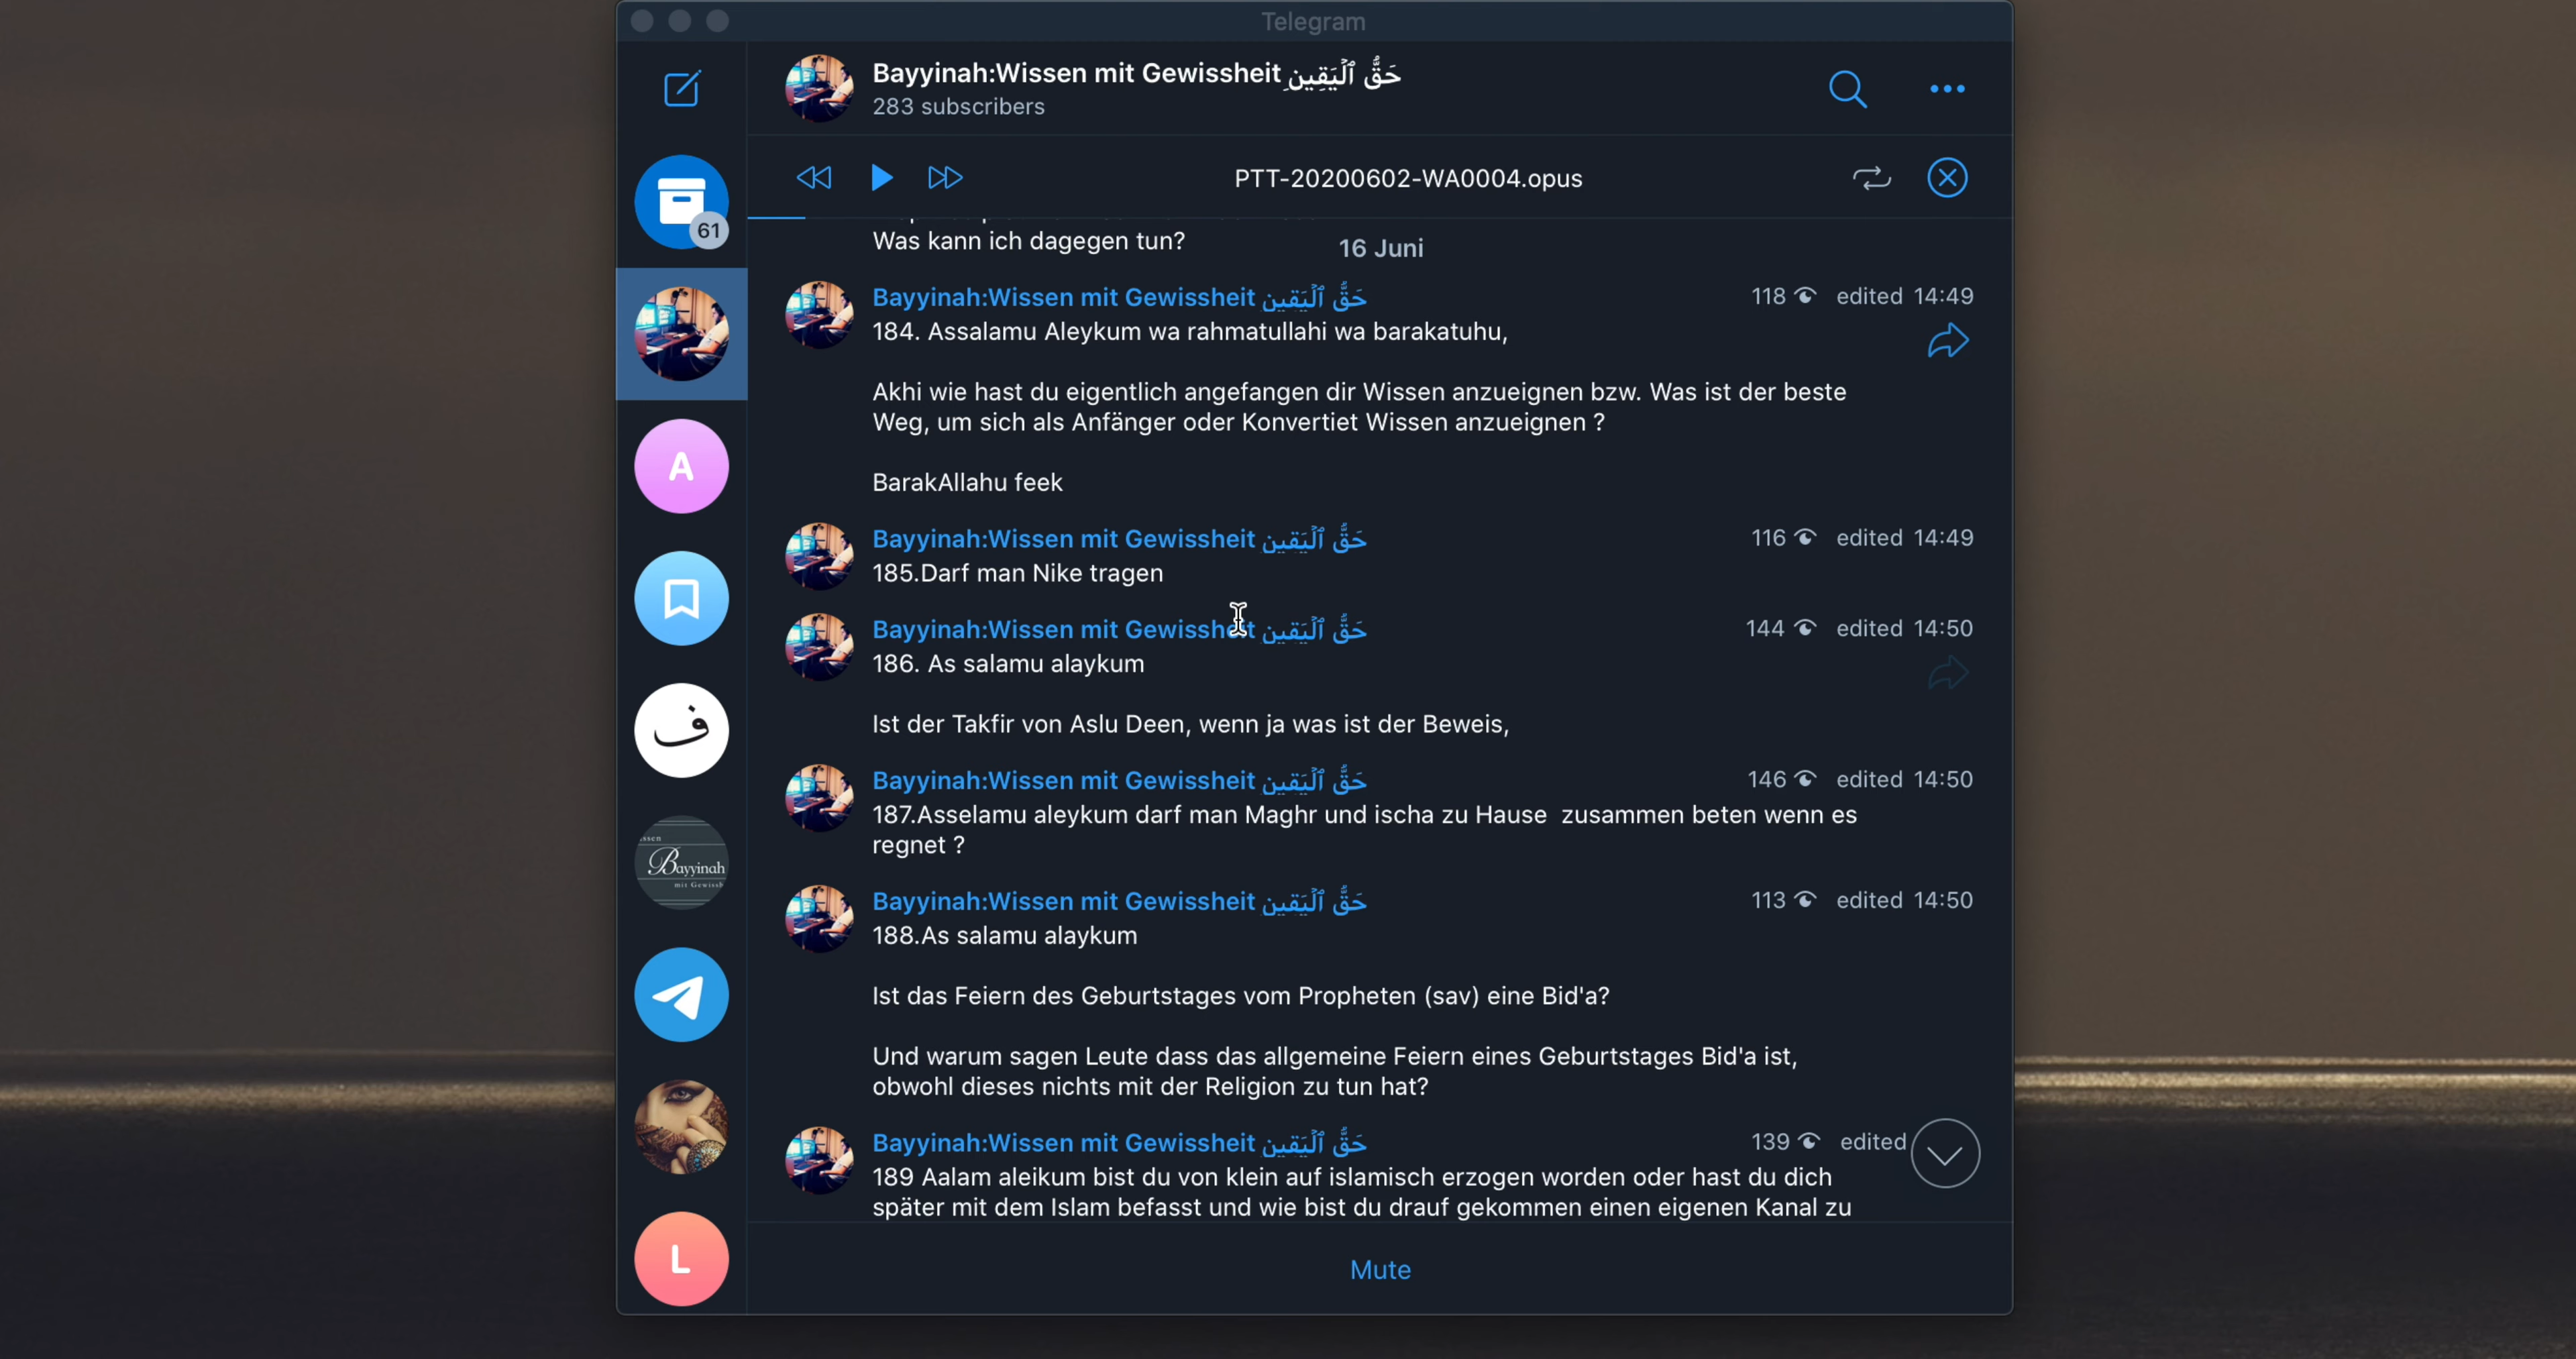 Telegram
Bayyinah:Wissen mit Gewissheit حَقُّ ٱلْيَقِينِ
283 subscribers
PTT-20200602-WA0004.opus
61
Was kann ich dagegen tun?
16 Juni
Bayyinah:Wissen mit Gewissheit حَقُّ ٱلْيَقِينِ
118 edited 14:49
184. Assalamu Aleykum wa rahmatullahi wa barakatuhu,
Akhi wie hast du eigentlich angefangen dir Wissen anzueignen bzw. Was ist der beste
Weg, um sich als Anfänger oder Konvertiet Wissen anzueignen ?
BarakAllahu feek
A
Bayyinah:Wissen mit Gewissheit حَقُّ ٱلْيَقِينِ
116 edited 14:49
185.Darf man Nike tragen
Bayyinah:Wissen mit Gewissheit حَقُّ ٱلْيَقِينِ
144 edited 14:50
186. As salamu alaykum
Ist der Takfir von Aslu Deen, wenn ja was ist der Beweis,
ف
Bayyinah:Wissen mit Gewissheit حَقُّ ٱلْيَقِينِ
146 edited 14:50
187.Asselamu aleykum darf man Maghr und ischa zu Hause  zusammen beten wenn es
regnet ?
Bayyinah
Bayyinah:Wissen mit Gewissheit حَقُّ ٱلْيَقِينِ
113 edited 14:50
188.As salamu alaykum
Ist das Feiern des Geburtstages vom Propheten (sav) eine Bid'a?
Und warum sagen Leute dass das allgemeine Feiern eines Geburtstages Bid'a ist,
obwohl dieses nichts mit der Religion zu tun hat?
Bayyinah:Wissen mit Gewissheit حَقُّ ٱلْيَقِينِ
139 edited
189 Aalam aleikum bist du von klein auf islamisch erzogen worden oder hast du dich
später mit dem Islam befasst und wie bist du drauf gekommen einen eigenen Kanal zu
L
Mute